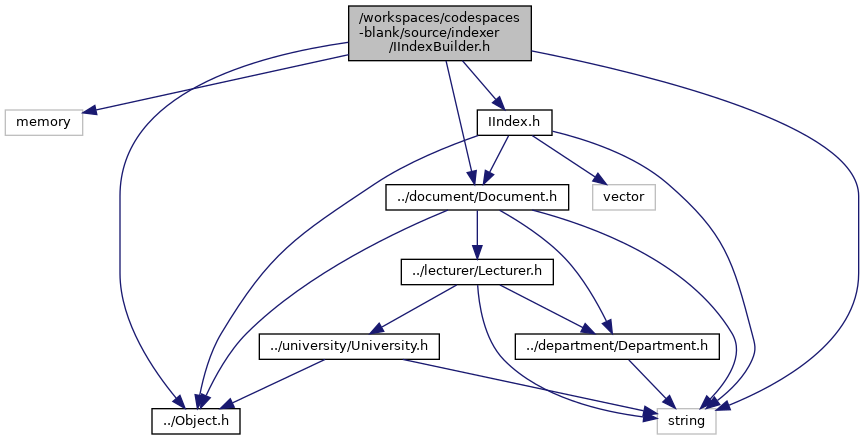 /workspaces/codespaces
-blank/source/indexer
/IIndexBuilder.h
memory
IIndex.h
../document/Document.h
vector
../lecturer/Lecturer.h
../university/University.h
../department/Department.h
../Object.h
string